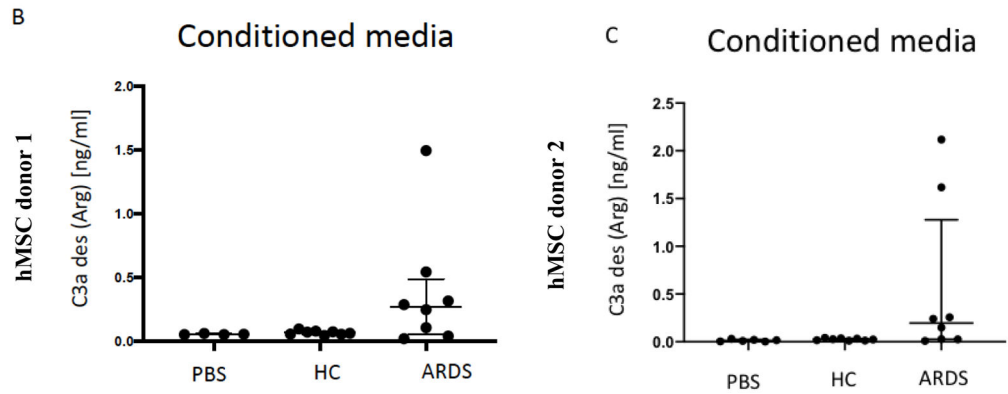 B
Conditioned media
hMSC donor 1
C3a des (Arg) [ng/ml]
2.0
1.5
1.0
0.5
0.0
PBS
HC
ARDS
C
Conditioned media
hMSC donor 2
C3a des (Arg) [ng/ml]
2.5
2.0
1.5
1.0
0.5
0.0
PBS
HC
ARDS